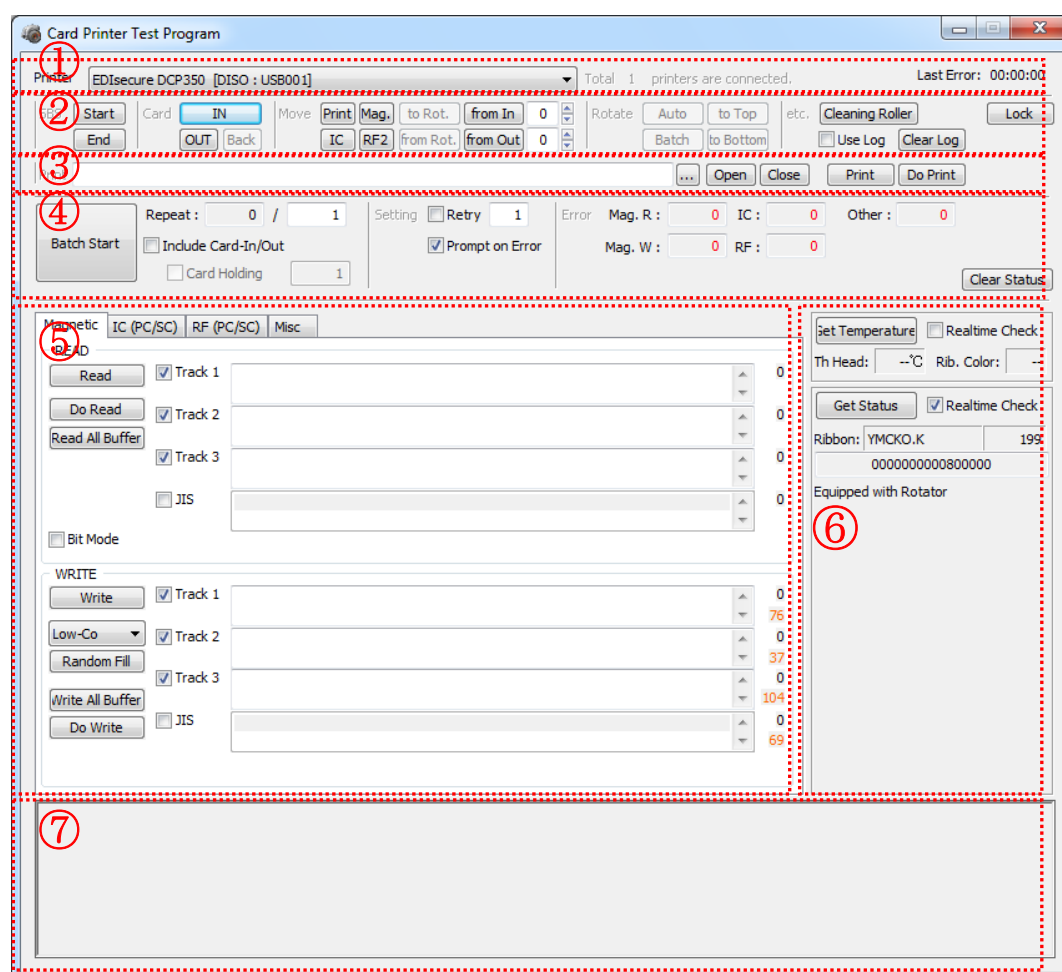 Card Printer Test Program
①
Printer EDIsecure DCP350 [DISO : USB001] Total 1 printers are connected. Last Error: 00:00:00
②
Start Card IN Move Print Mag. to Rot. from In 0 Rotate Auto to Top etc. Cleaning Roller Lock
End OUT Back IC RF2 from Rot. from Out 0 Batch to Bottom Use Log Clear Log
③
... Open Close Print Do Print
④
Batch Start
Repeat : 0 / 1 Setting Retry 1 Error Mag. R : 0 IC : 0 Other : 0
Include Card-In/Out Prompt on Error Mag. W : 0 RF : 0
Card Holding 1
Clear Status
Magnetic IC (PC/SC) RF (PC/SC) Misc
⑤
READ
Read Track 1 0
Do Read Track 2 0
Read All Buffer
Track 3 0
JIS 0
Bit Mode
WRITE
Write Track 1 0
76
Low-Co Track 2 0
Random Fill 37
Track 3 0
Write All Buffer 104
Do Write JIS 0
69
Get Temperature Realtime Check
Th Head: --℃ Rib. Color: --
Get Status Realtime Check
Ribbon: YMCKO.K 199
0000000000800000
Equipped with Rotator
⑥
⑦